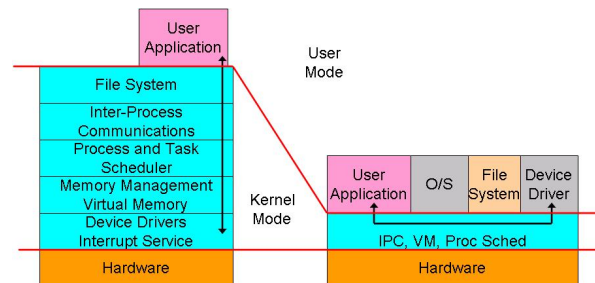 User
Application
User
Mode
File System
Inter-Process
Communications
Process and Task
Scheduler
Memory Management
Virtual Memory
Device Drivers
Interrupt Service
Hardware
Kernel
Mode
User
Application
O/S
File
System
Device
Driver
IPC, VM, Proc Sched
Hardware